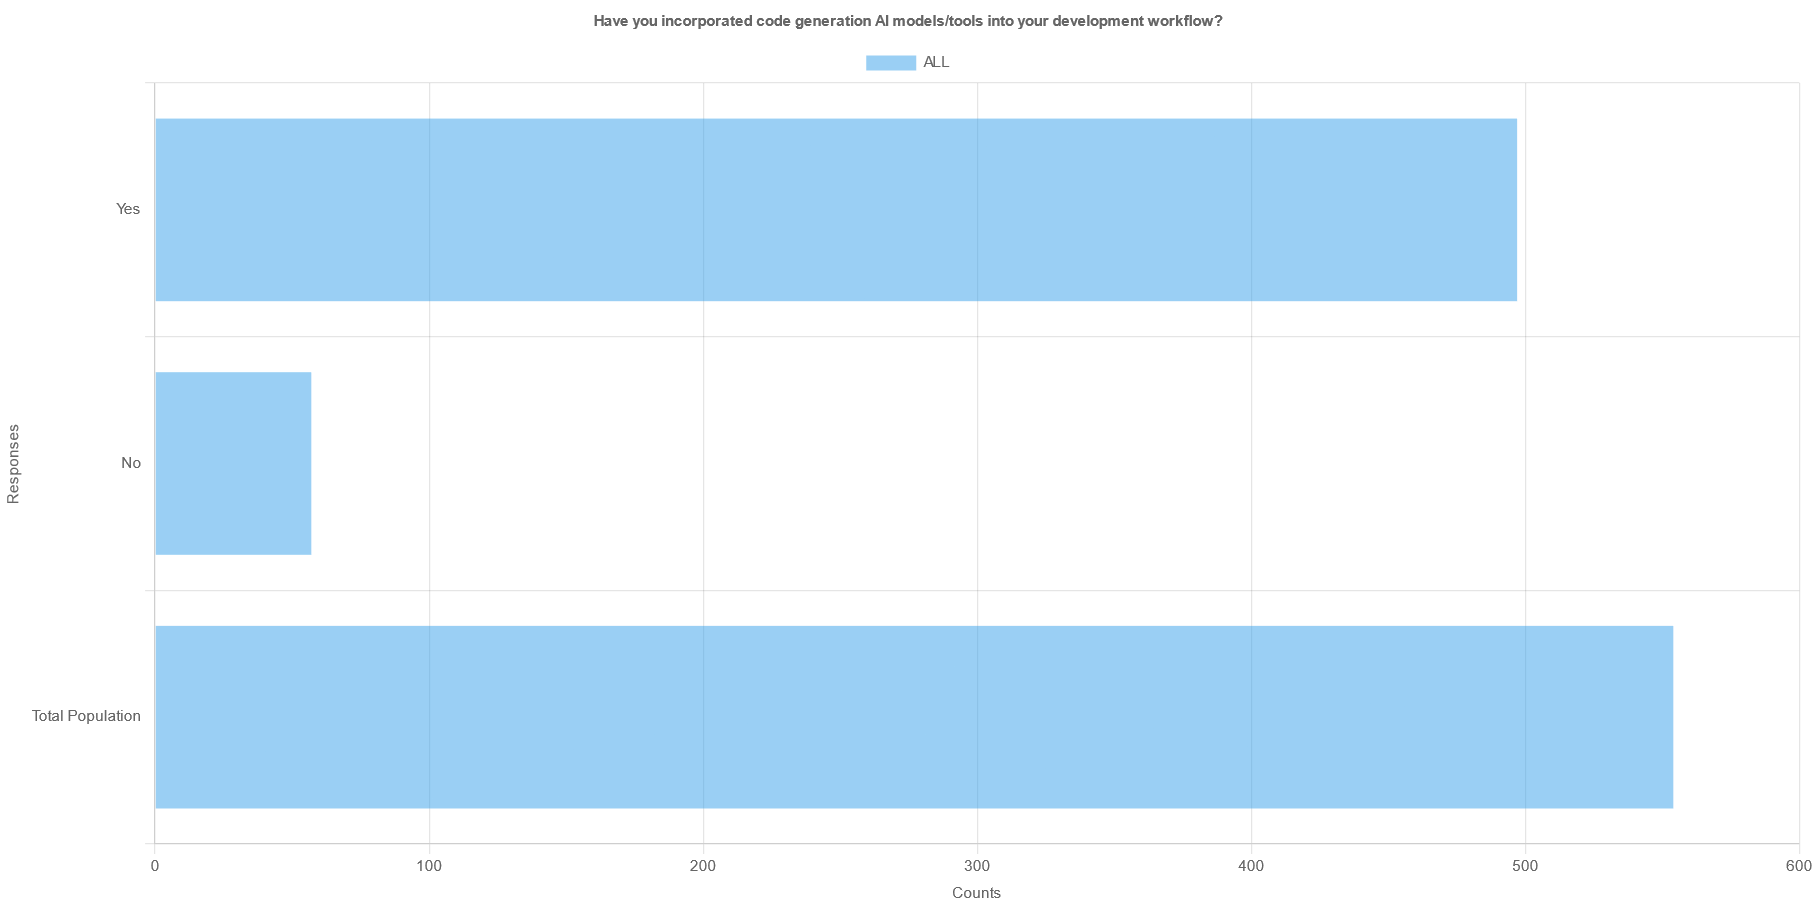 Have you incorporated code generation AI models/tools into your development workflow?
ALL
Yes
No
Total Population
Responses
0 100 200 300 400 500 600
Counts